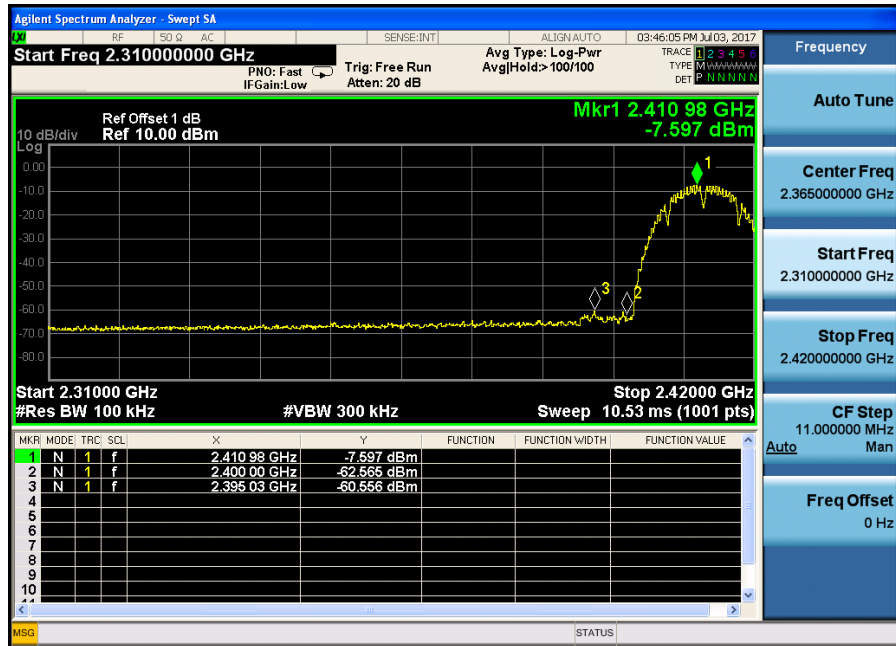 Agilent Spectrum Analyzer - Swept SA
LXI RF 50 Ω AC SENSE:INT ALIGN AUTO 03:46:05 PM Jul 03, 2017
Start Freq 2.310000000 GHz
PNO: Fast
IFGain:Low
Trig: Free Run
Atten: 20 dB
Avg Type: Log-Pwr
Avg|Hold:>100/100
TRACE 1 2 3 4 5 6
TYPE M W W W W W
DET P N N N N N
Ref Offset 1 dB
10 dB/div Ref 10.00 dBm
Log
Mkr1 2.410 98 GHz
-7.597 dBm
0.00
-10.0
-20.0
-30.0
-40.0
-50.0
-60.0
-70.0
-80.0
1
3
2
Start 2.31000 GHz Stop 2.42000 GHz
#Res BW 100 kHz #VBW 300 kHz Sweep 10.53 ms (1001 pts)
MKR MODE TRC SCL X Y FUNCTION FUNCTION WIDTH FUNCTION VALUE
1 N 1 f 2.410 98 GHz -7.597 dBm
2 N 1 f 2.400 00 GHz -62.565 dBm
3 N 1 f 2.395 03 GHz -60.556 dBm
4
5
6
7
8
9
10
MSG STATUS
Frequency
Auto Tune
Center Freq
2.365000000 GHz
Start Freq
2.310000000 GHz
Stop Freq
2.420000000 GHz
CF Step
11.000000 MHz
Auto Man
Freq Offset
0 Hz